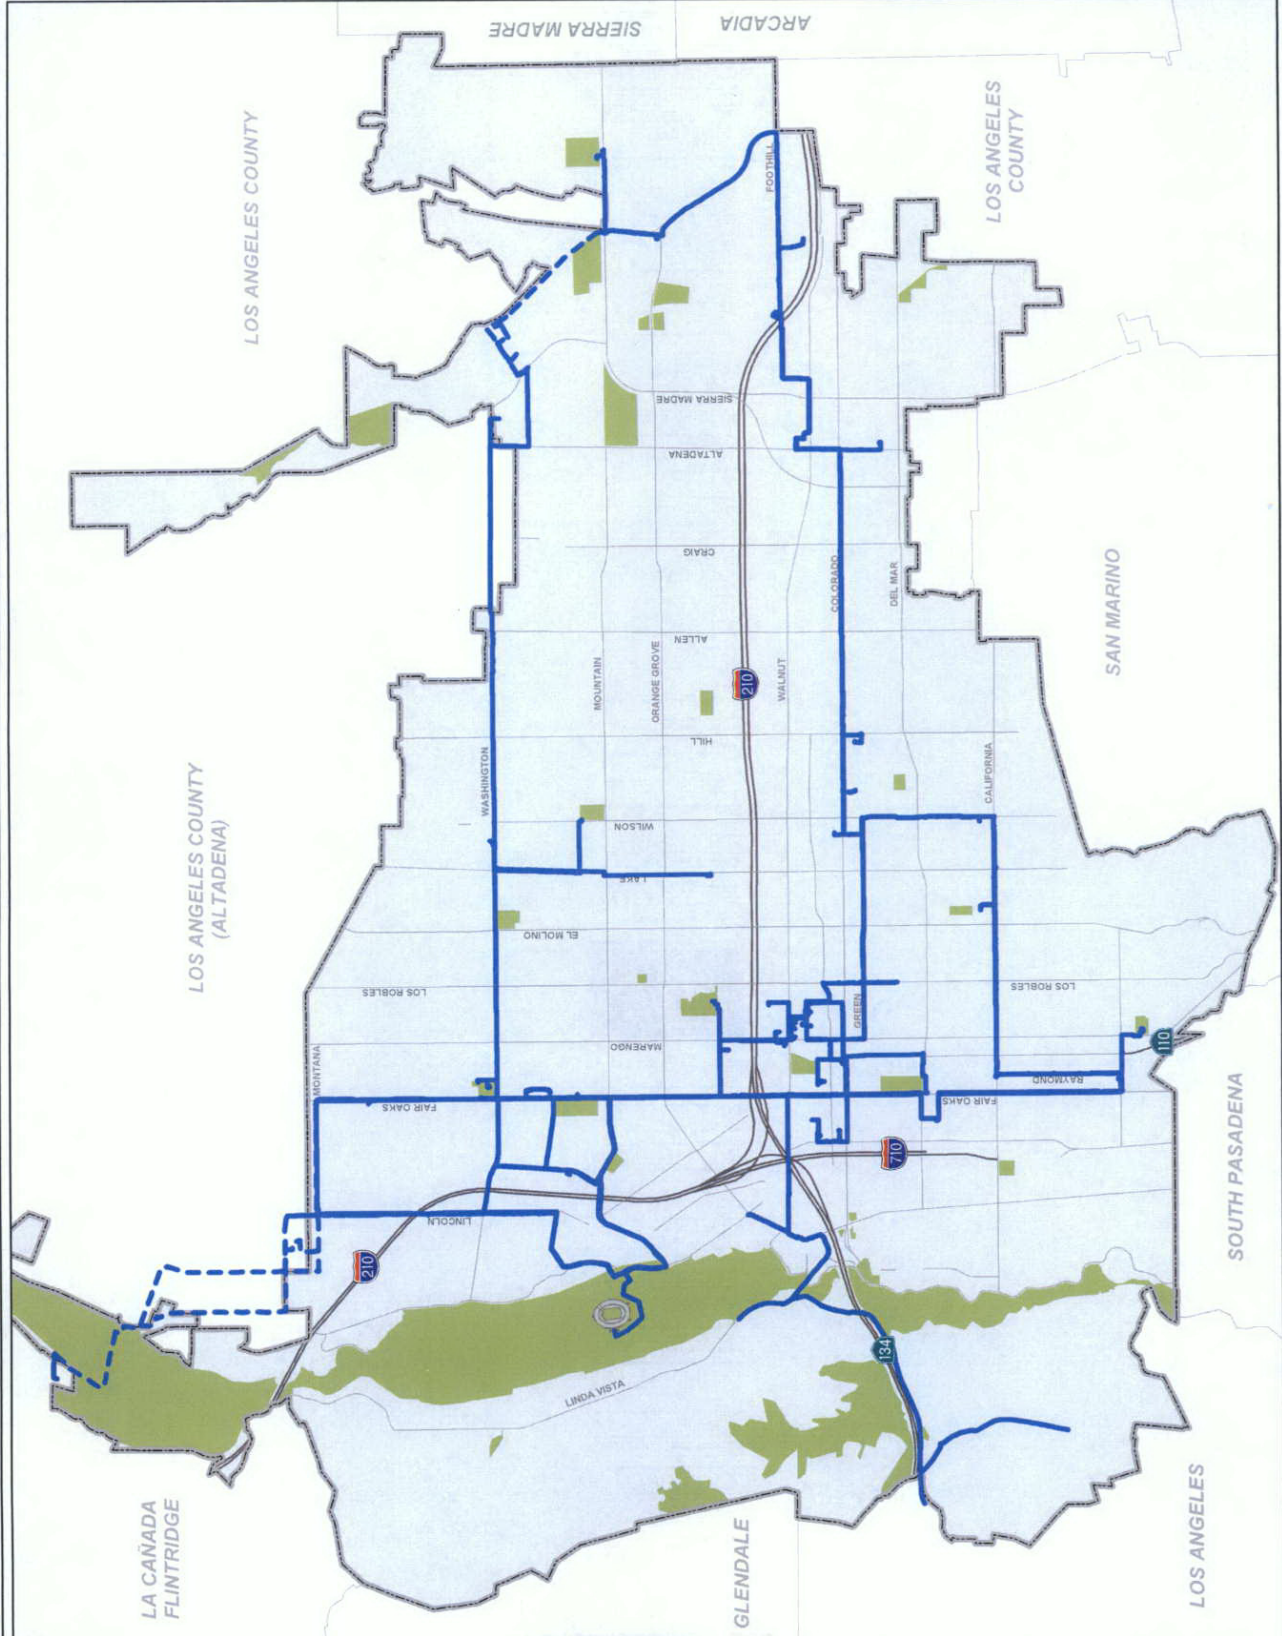 SIERRA MADRE
ARCADIA
LOS ANGELES COUNTY
LOS ANGELES
COUNTY
FOOTHILL
SIERRA MADRE
ALTADENA
CRAIG
COLORADO
DEL MAR
ALLEN
SAN MARINO
MOUNTAIN
ORANGE GROVE
WALNUT
210
HILL
WASHINGTON
CALIFORNIA
LOS ANGELES COUNTY
(ALTADENA)
WILSON
LAKE
EL MOLINO
LOS ROBLES
GREEN
LOS ROBLES
MARENGO
MONTANA
110
RAYMOND
FAIR OAKS
FAIR OAKS
SOUTH PASADENA
710
LINCOLN
210
134
LINDA VISTA
LA CAÑADA
FLINTRIDGE
GLENDALE
LOS ANGELES